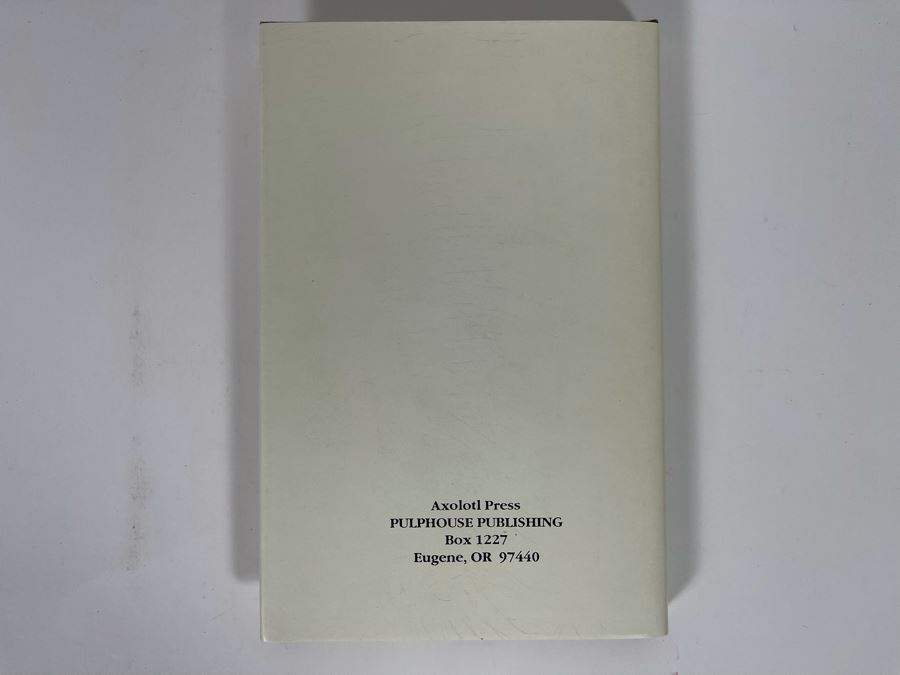 Axolotl Press
PULPHOUSE PUBLISHING
Box 1227
Eugene, OR 97440